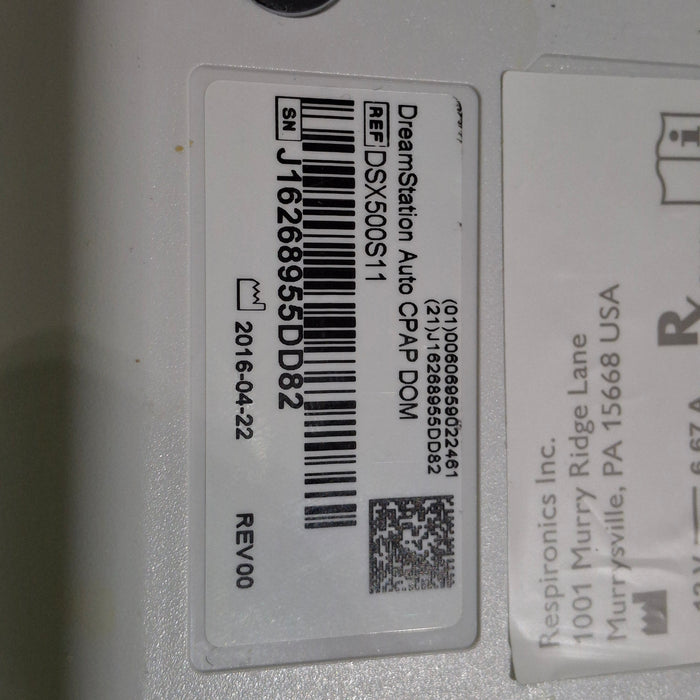 DreamStation Auto CPAP DOM
REF DSX500S11
(01)00606959022461
(21)J16268955DD82
SN J16268955DD82
2016-04-22
REV00
Respironics Inc.
1001 Murry Ridge Lane
Murrysville, PA 15668 USA